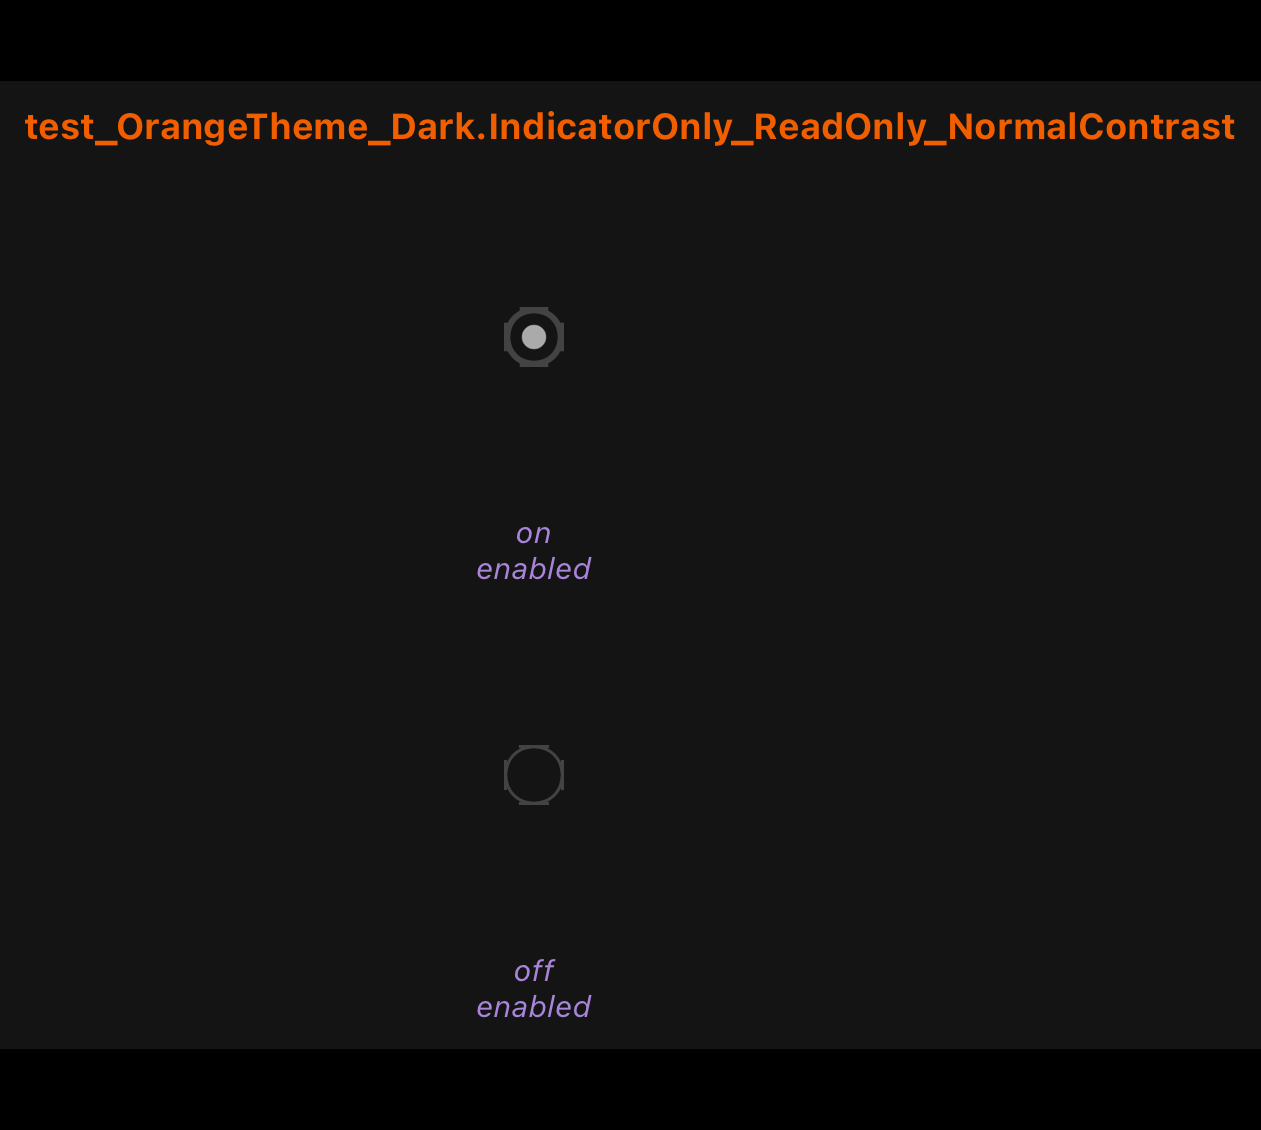 test_OrangeTheme_Dark.IndicatorOnly_ReadOnly_NormalContrast
on
enabled
off
enabled